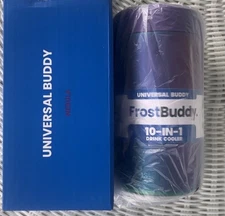 UNIVERSAL BUDDY
UNIVERSAL BUDDY
FrostBuddy.
10-IN-1
DRINK COOLER